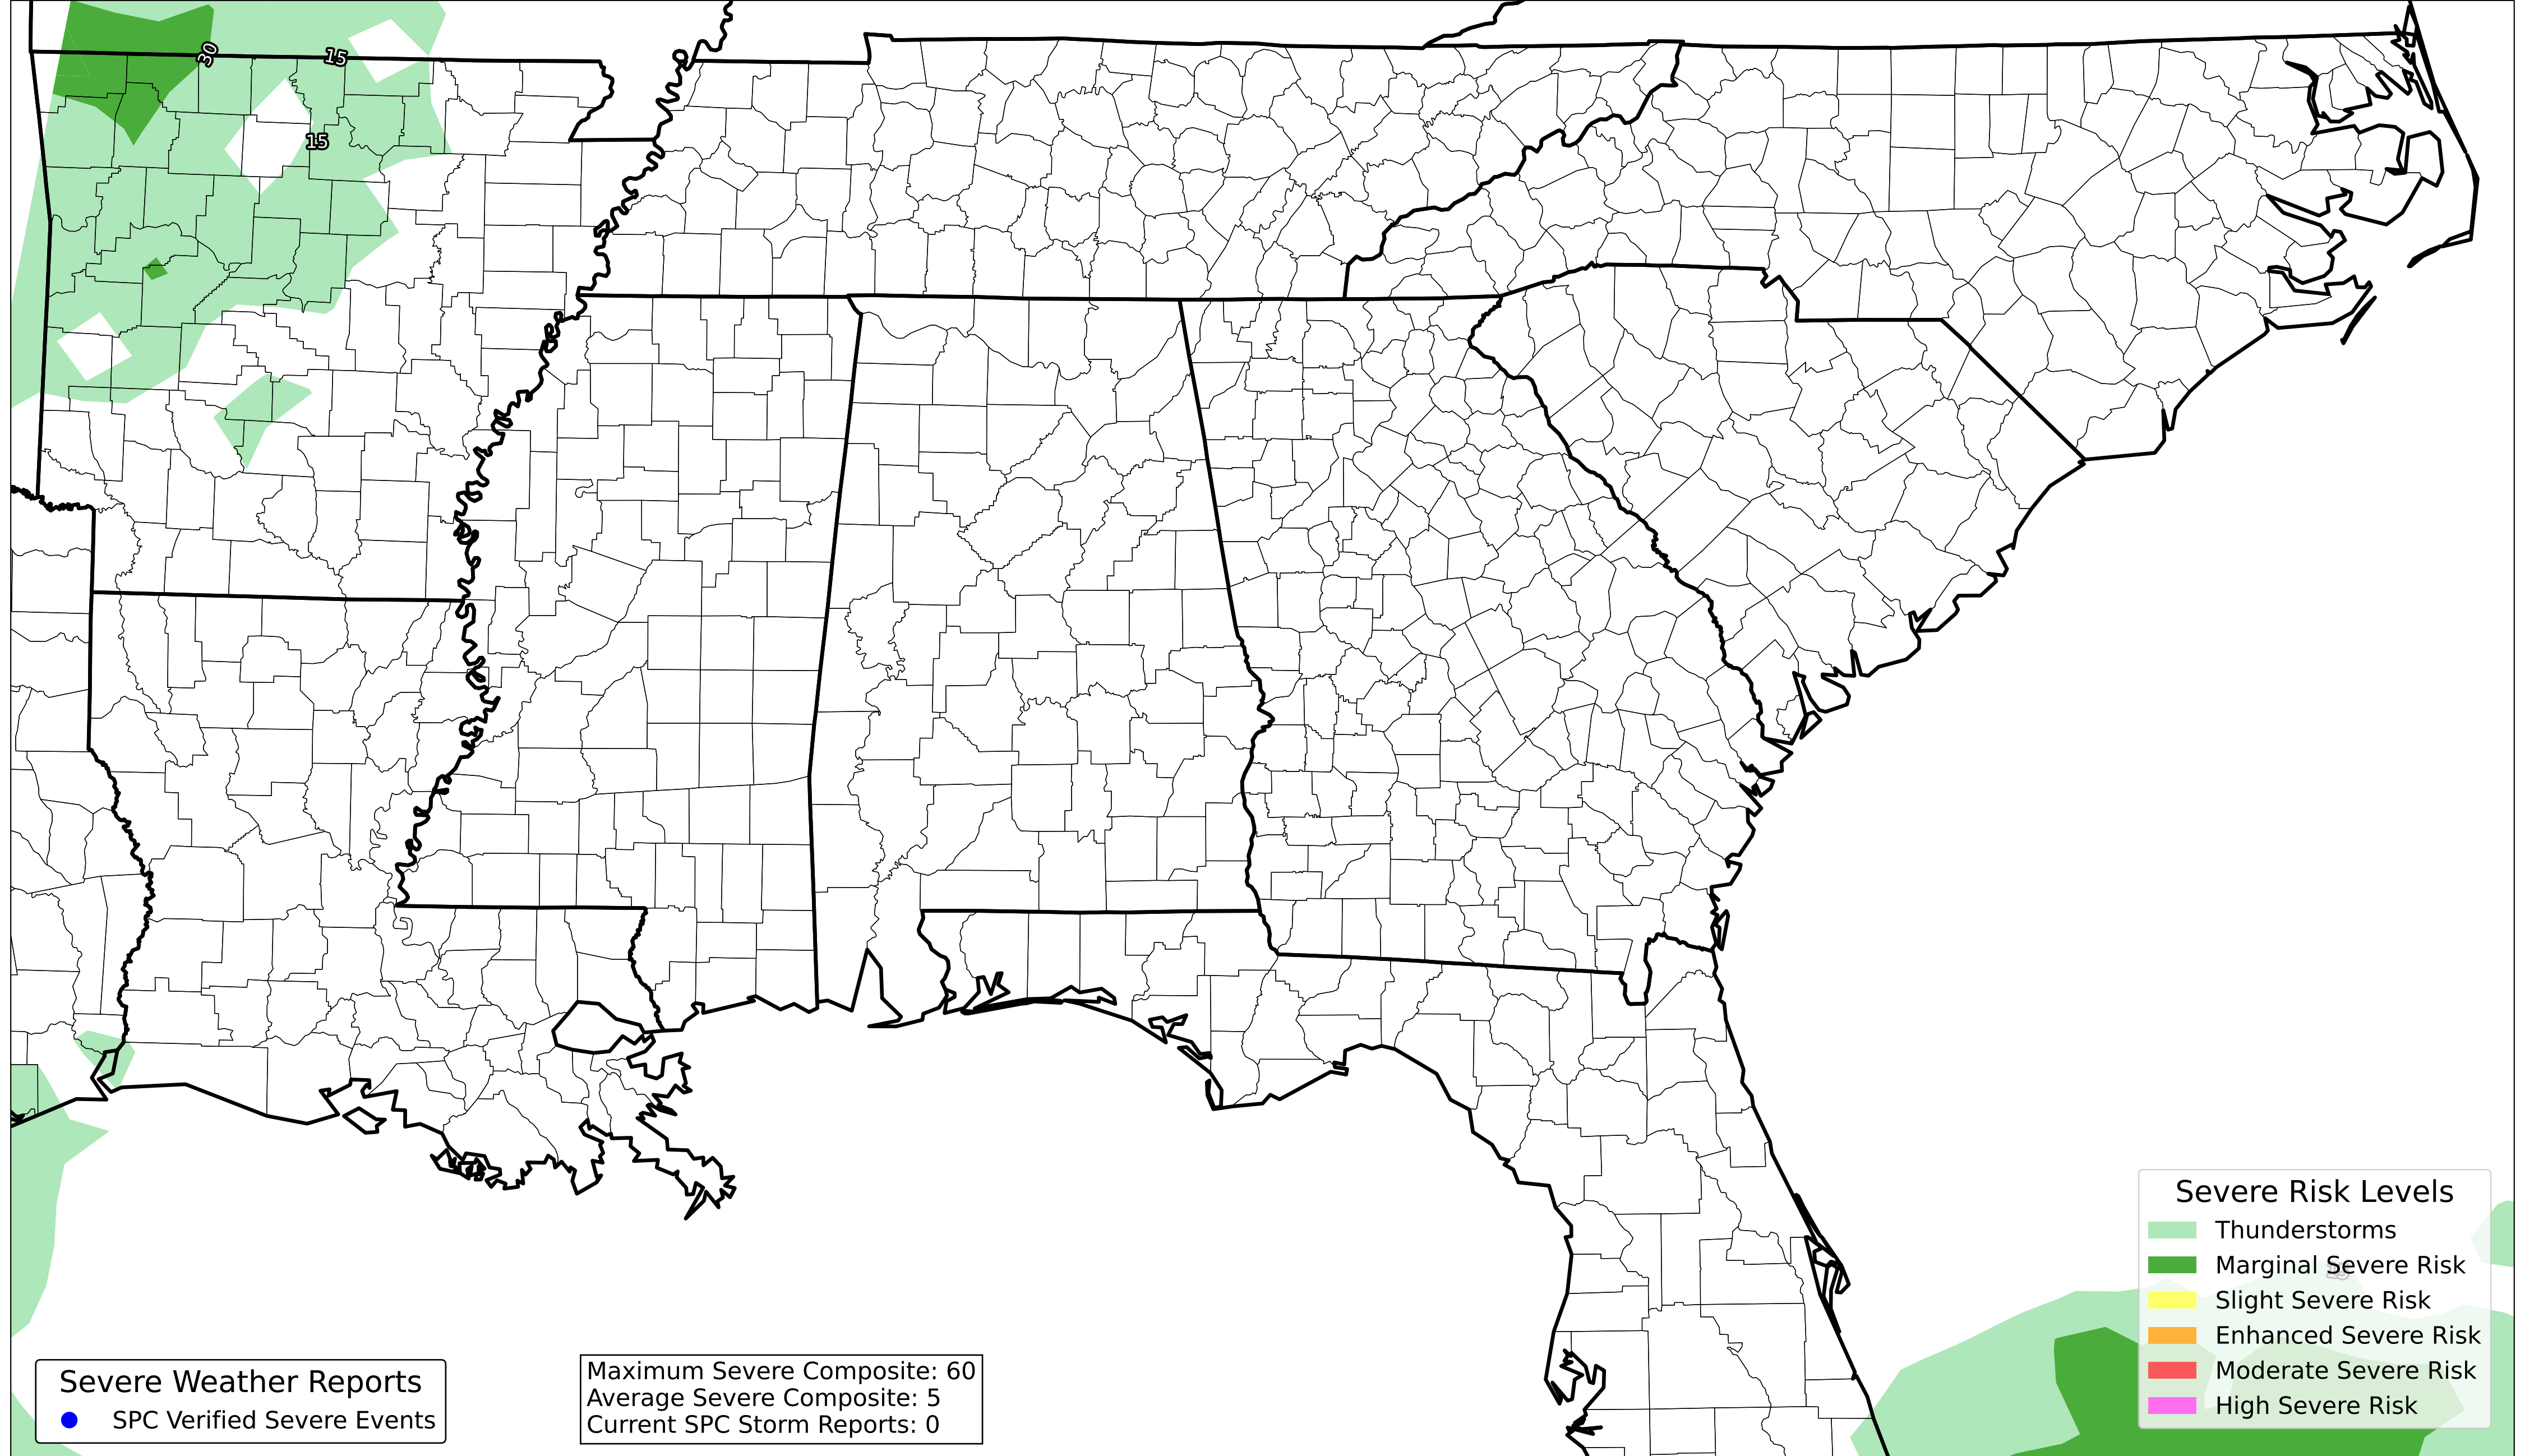 30
15
15
Severe Risk Levels
Thunderstorms
Marginal Severe Risk
Slight Severe Risk
Enhanced Severe Risk
Moderate Severe Risk
High Severe Risk
Severe Weather Reports
SPC Verified Severe Events
Maximum Severe Composite: 60
Average Severe Composite: 5
Current SPC Storm Reports: 0